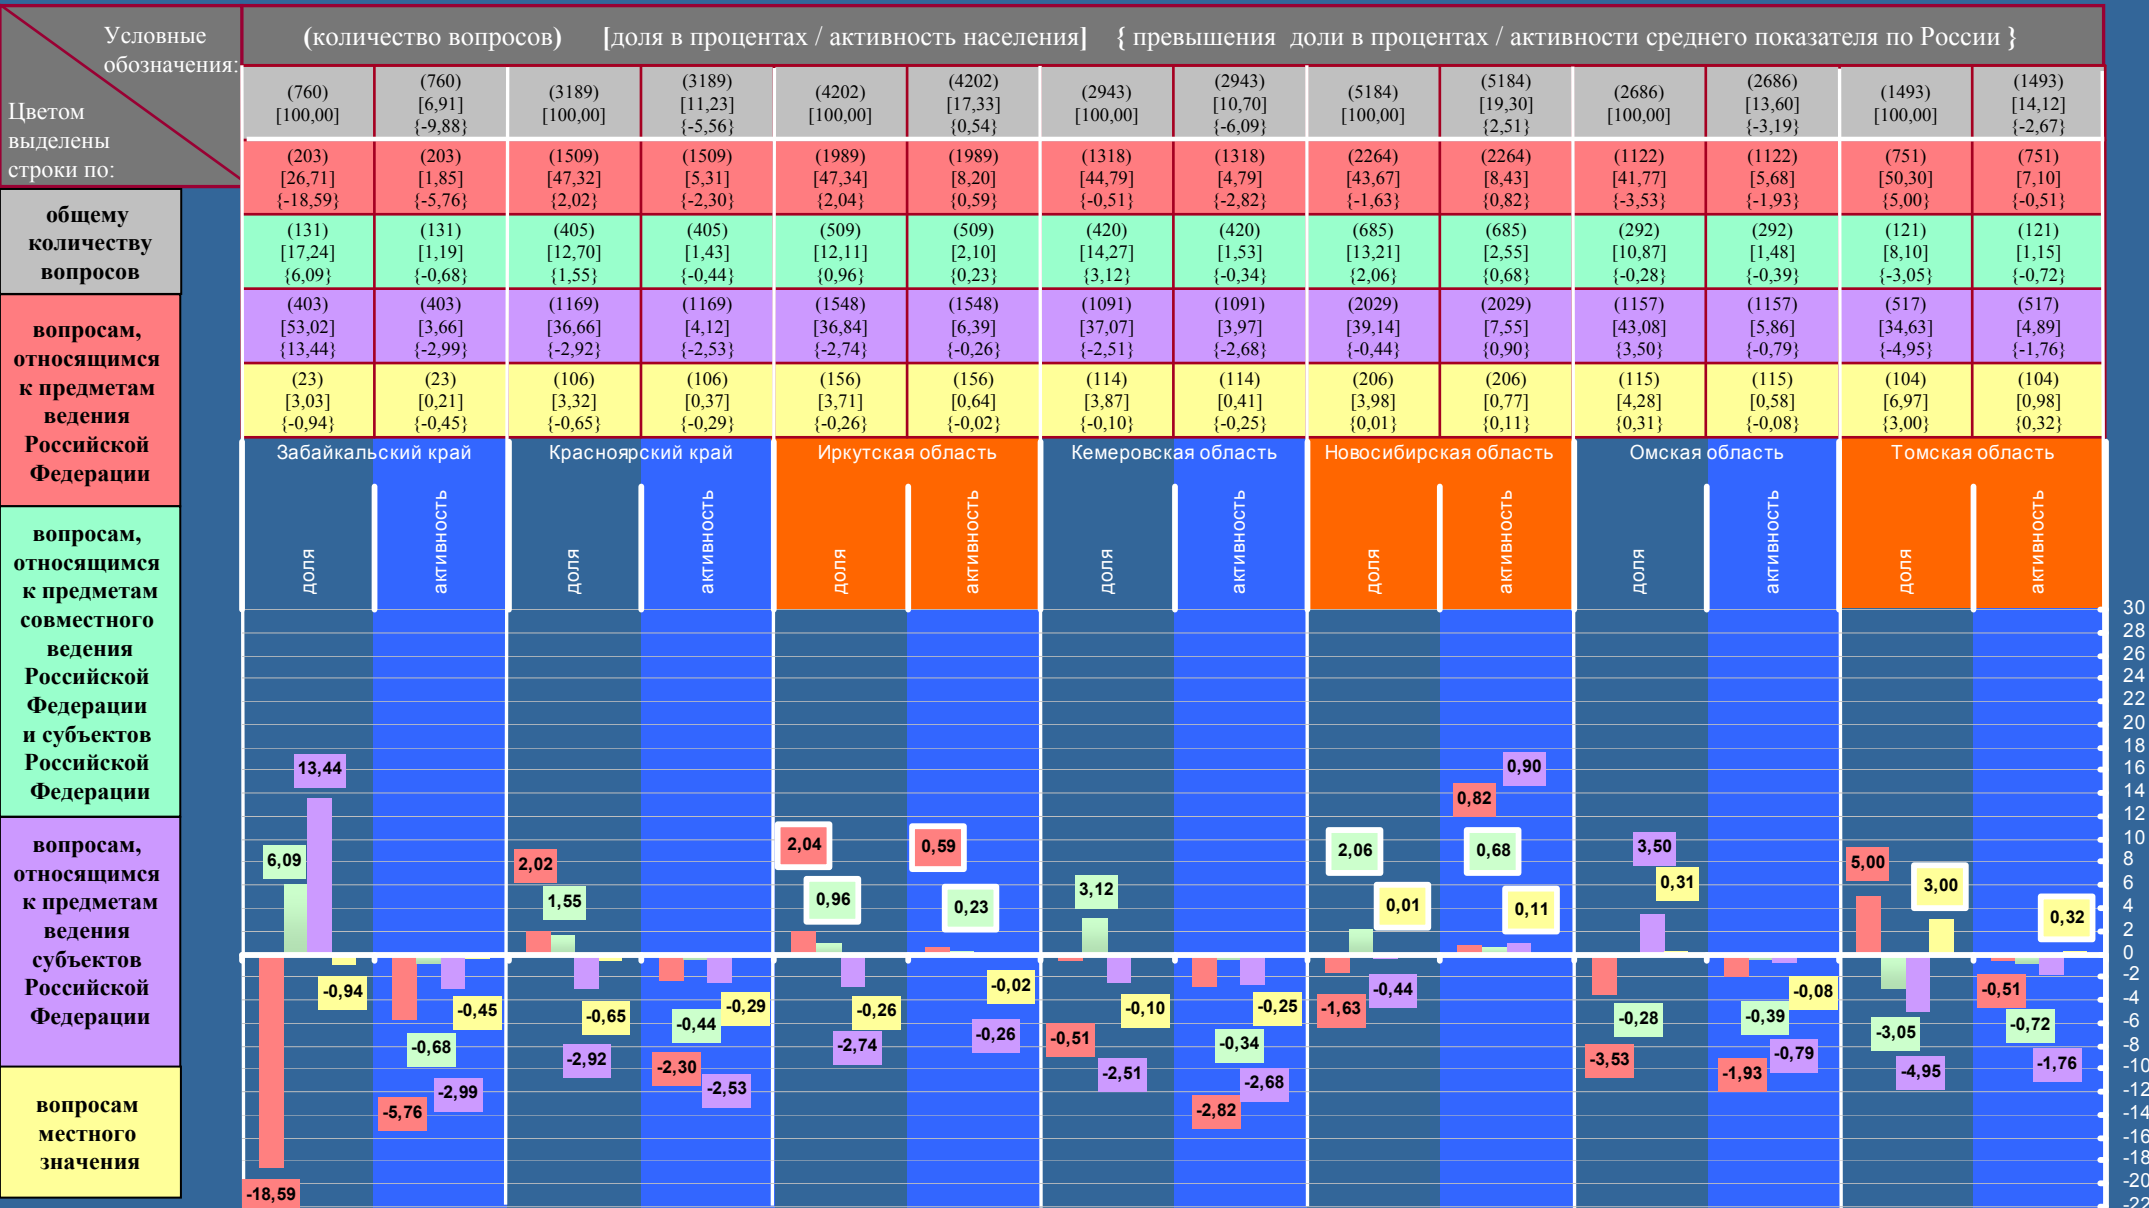 Условные
обозначения:
Цветом
выделены
строки по:
(количество вопросов) [доля в процентах / активность населения] { превышения доли в процентах / активности среднего показателя по России }
(760) (760) (3189) (3189) (4202) (4202) (2943) (2943) (5184) (5184) (2686) (2686) (1493) (1493)
[100,00] [6,91] [100,00] [11,23] [100,00] [17,33] [100,00] [10,70] [100,00] [19,30] [100,00] [13,60] [100,00] [14,12]
{-9,88} {-5,56} {0,54} {-6,09} {2,51} {-3,19} {-2,67}
(203) (203) (1509) (1509) (1989) (1989) (1318) (1318) (2264) (2264) (1122) (1122) (751) (751)
[26,71] [1,85] [47,32] [5,31] [47,34] [8,20] [44,79] [4,79] [43,67] [8,43] [41,77] [5,68] [50,30] [7,10]
{-18,59} {-5,76} {2,02} {-2,30} {2,04} {0,59} {-0,51} {-2,82} {-1,63} {0,82} {-3,53} {-1,93} {5,00} {-0,51}
(131) (131) (405) (405) (509) (509) (420) (420) (685) (685) (292) (292) (121) (121)
[17,24] [1,19] [12,70] [1,43] [12,11] [2,10] [14,27] [1,53] [13,21] [2,55] [10,87] [1,48] [8,10] [1,15]
{6,09} {-0,68} {1,55} {-0,44} {0,96} {0,23} {3,12} {-0,34} {2,06} {0,68} {-0,28} {-0,39} {-3,05} {-0,72}
(403) (403) (1169) (1169) (1548) (1548) (1091) (1091) (2029) (2029) (1157) (1157) (517) (517)
[53,02] [3,66] [36,66] [4,12] [36,84] [6,39] [37,07] [3,97] [39,14] [7,55] [43,08] [5,86] [34,63] [4,89]
{13,44} {-2,99} {-2,92} {-2,53} {-2,74} {-0,26} {-2,51} {-2,68} {-0,44} {0,90} {3,50} {-0,79} {-4,95} {-1,76}
(23) (23) (106) (106) (156) (156) (114) (114) (206) (206) (115) (115) (104) (104)
[3,03] [0,21] [3,32] [0,37] [3,71] [0,64] [3,87] [0,41] [3,98] [0,77] [4,28] [0,58] [6,97] [0,98]
{-0,94} {-0,45} {-0,65} {-0,29} {-0,26} {-0,02} {-0,10} {-0,25} {0,01} {0,11} {0,31} {-0,08} {3,00} {0,32}
общему
количеству
вопросов
вопросам,
относящимся
к предметам
ведения
Российской
Федерации
вопросам,
относящимся
к предметам
совместного
ведения
Российской
Федерации
и субъектов
Российской
Федерации
вопросам,
относящимся
к предметам
ведения
субъектов
Российской
Федерации
вопросам
местного
значения
Забайкальский край Красноярский край Иркутская область Кемеровская область Новосибирская область Омская область Томская область
доля активность доля активность доля активность доля активность доля активность доля активность доля активность
-18,59 6,09 13,44 -0,94
-5,76 -0,68 -2,99 -0,45
2,02 1,55 -2,92 -0,65
-2,30 -0,44 -2,53 -0,29
2,04 0,96 -2,74 -0,26
0,59 0,23 -0,26 -0,02
-0,51 3,12 -2,51 -0,10
-2,82 -0,34 -2,68 -0,25
-1,63 2,06 -0,44 0,01
0,82 0,68 0,90 0,11
-3,53 -0,28 3,50 0,31
-1,93 -0,39 -0,79 -0,08
5,00 -3,05 -4,95 3,00
-0,51 -0,72 -1,76 0,32
30
28
26
24
22
20
18
16
14
12
10
8
6
4
2
0
-2
-4
-6
-8
-10
-12
-14
-16
-18
-20
-22